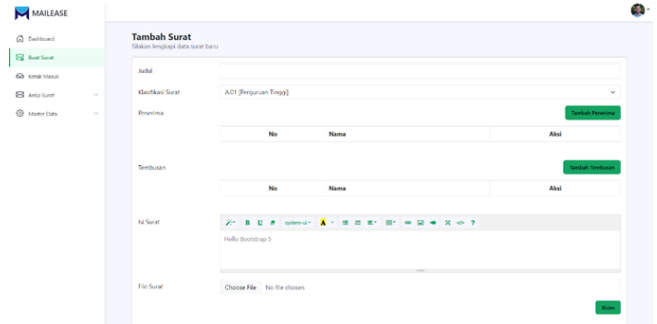 MAILEASE
Dashboard
Buat Surat
Kotak Masuk
Arsip Surat
Master Data
Tambah Surat
Silakan lengkapi data surat baru
Judul
Klasifikasi Surat
A.01 [Perguruan Tinggi]
Penerima
Tambah Penerima
No Nama Aksi
Tembusan
Tambah Tembusan
No Nama Aksi
Isi Surat
B U system-ui A ?
Hello Bootstrap 5
File Surat
Choose File No file chosen
Kirim